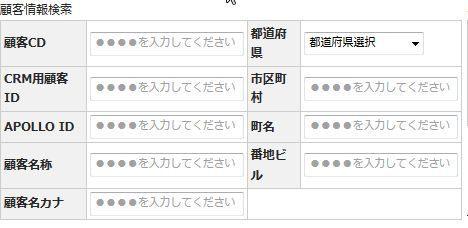 顧客情報検索
顧客CD
●●●●を入力してください
都道府
県
都道府県選択
CRM用顧客
ID
●●●●を入力してください
市区町
村
●●●●を入力してください
APOLLO ID
●●●●を入力してください
町名
●●●●を入力してください
顧客名称
●●●●を入力してください
番地ビ
ル
●●●●を入力してください
顧客名カナ
●●●●を入力してください